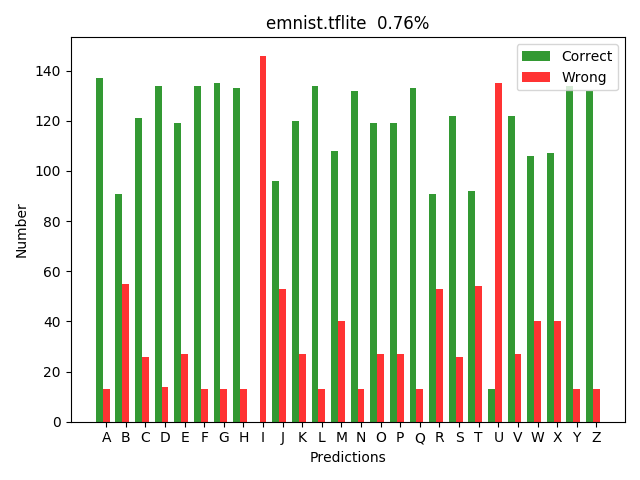 emnist.tflite 0.76%
Correct
Wrong
Number
140
120
100
80
60
40
20
0
A B C D E F G H I J K L M N O P Q R S T U V W X Y Z
Predictions